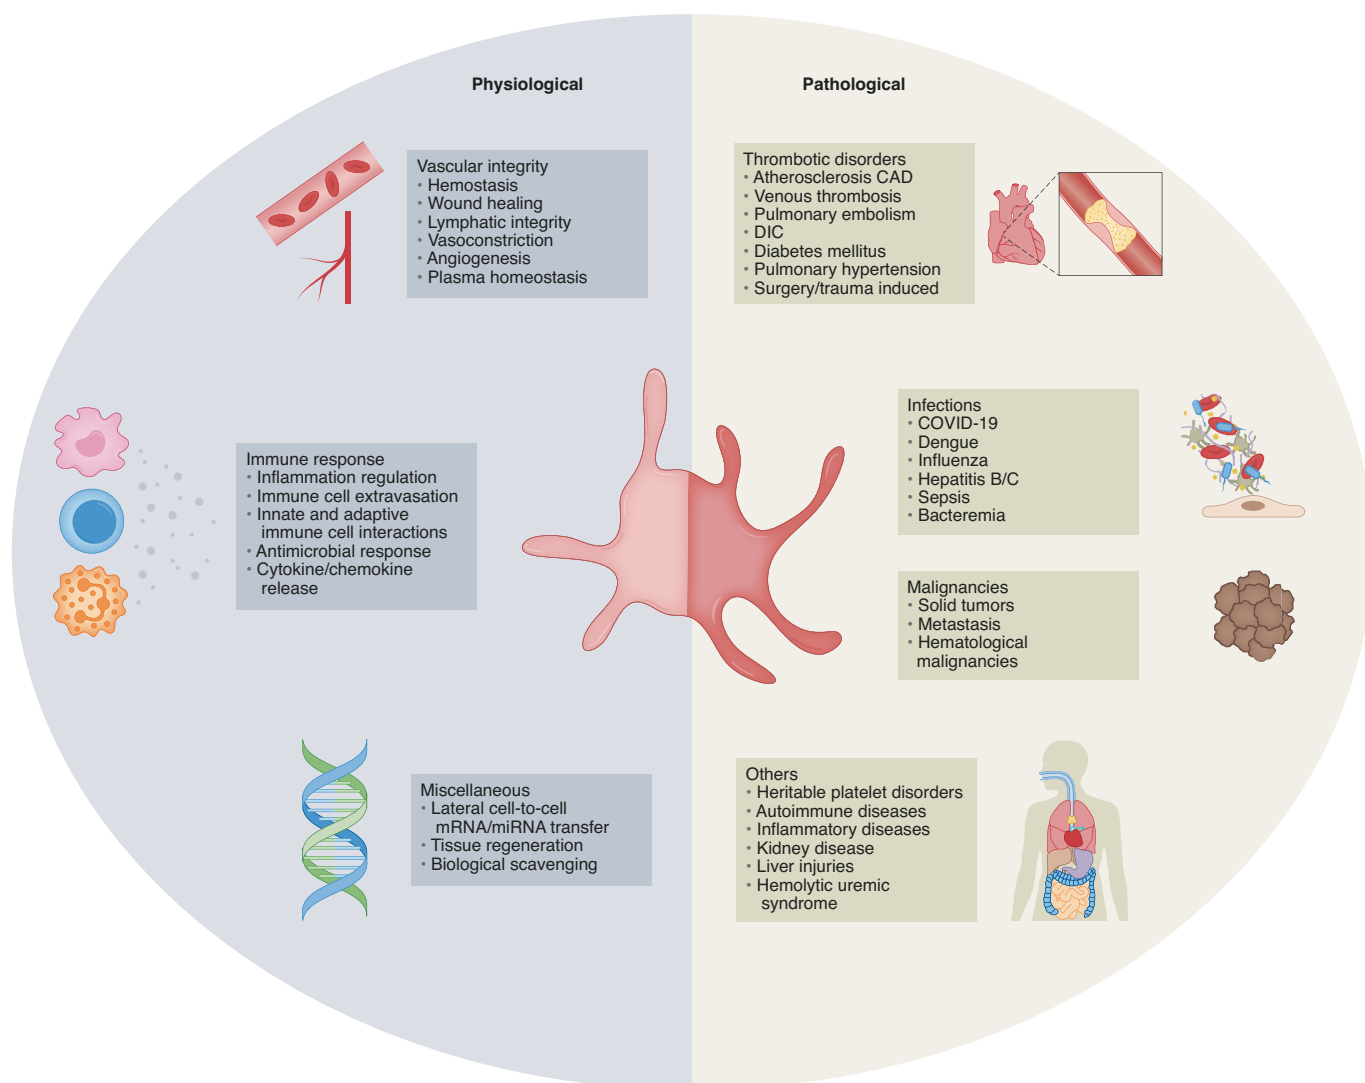 Physiological
Vascular integrity
• Hemostasis
• Wound healing
• Lymphatic integrity
• Vasoconstriction
• Angiogenesis
• Plasma homeostasis
Immune response
• Inflammation regulation
• Immune cell extravasation
• Innate and adaptive
immune cell interactions
• Antimicrobial response
• Cytokine/chemokine
release
Miscellaneous
• Lateral cell-to-cell
mRNA/miRNA transfer
• Tissue regeneration
• Biological scavenging
Pathological
Thrombotic disorders
• Atherosclerosis CAD
• Venous thrombosis
• Pulmonary embolism
• DIC
• Diabetes mellitus
• Pulmonary hypertension
• Surgery/trauma induced
Infections
• COVID-19
• Dengue
• Influenza
• Hepatitis B/C
• Sepsis
• Bacteremia
Malignancies
• Solid tumors
• Metastasis
• Hematological
malignancies
Others
• Heritable platelet disorders
• Autoimmune diseases
• Inflammatory diseases
• Kidney disease
• Liver injuries
• Hemolytic uremic
syndrome